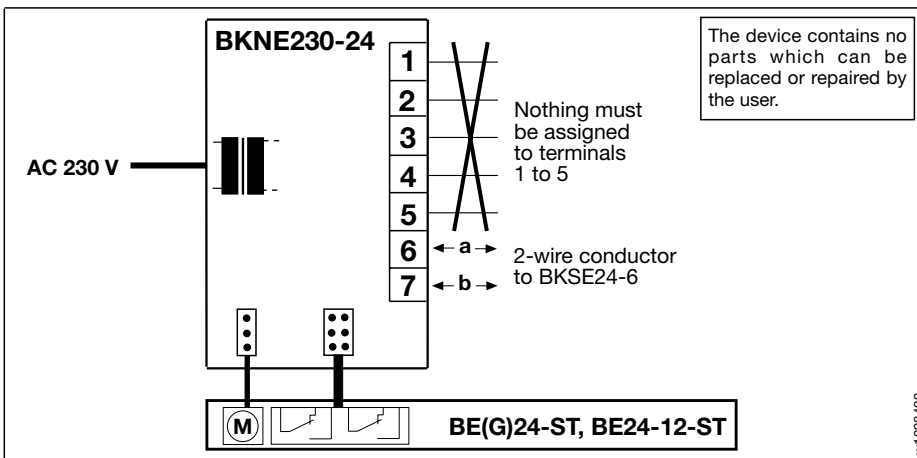 BKNE230-24
The device contains no
parts which can be
replaced or repaired by
the user.
1
2
3
4
5
6
7
Nothing must
be assigned
to terminals
1 to 5
AC 230 V
a
b
2-wire conductor
to BKSE24-6
M
BE(G)24-ST, BE24-12-ST